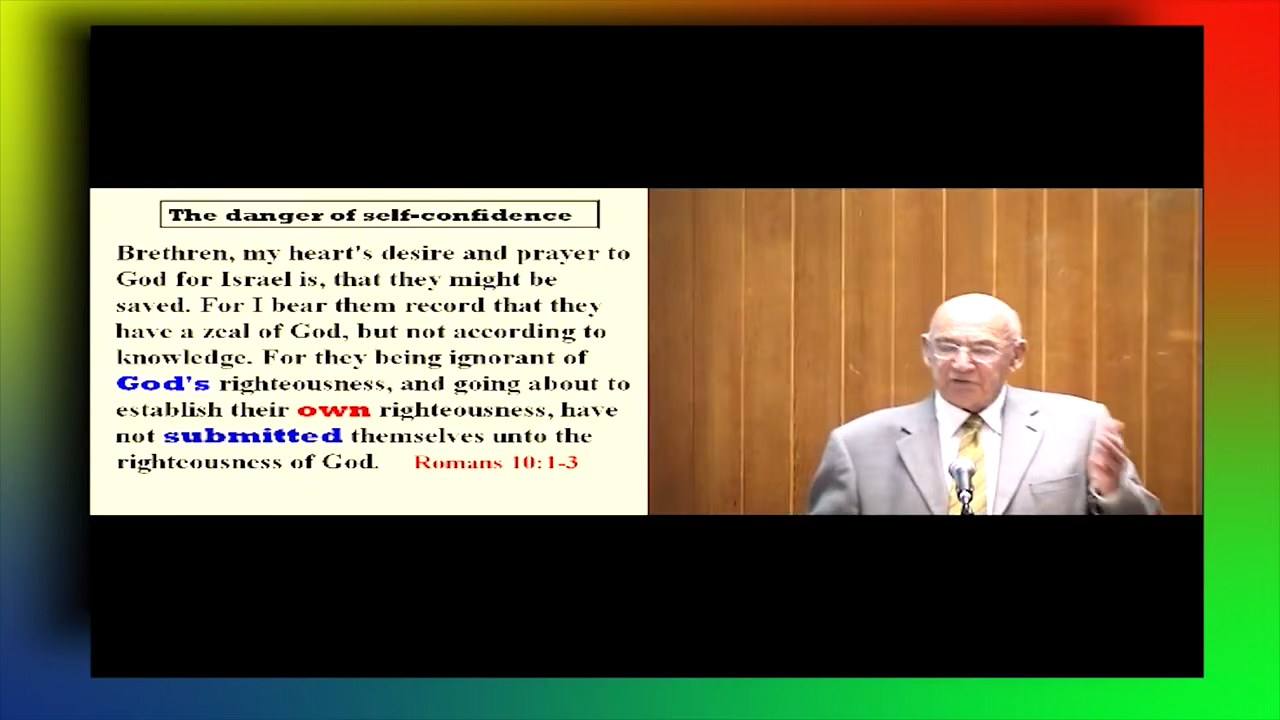 The danger of self-confidence
Brethren, my heart's desire and prayer to
God for Israel is, that they might be
saved. For I bear them record that they
have a zeal of God, but not according to
knowledge. For they being ignorant of
God's righteousness, and going about to
establish their own righteousness, have
not submitted themselves unto the
righteousness of God. Romans 10:1-3